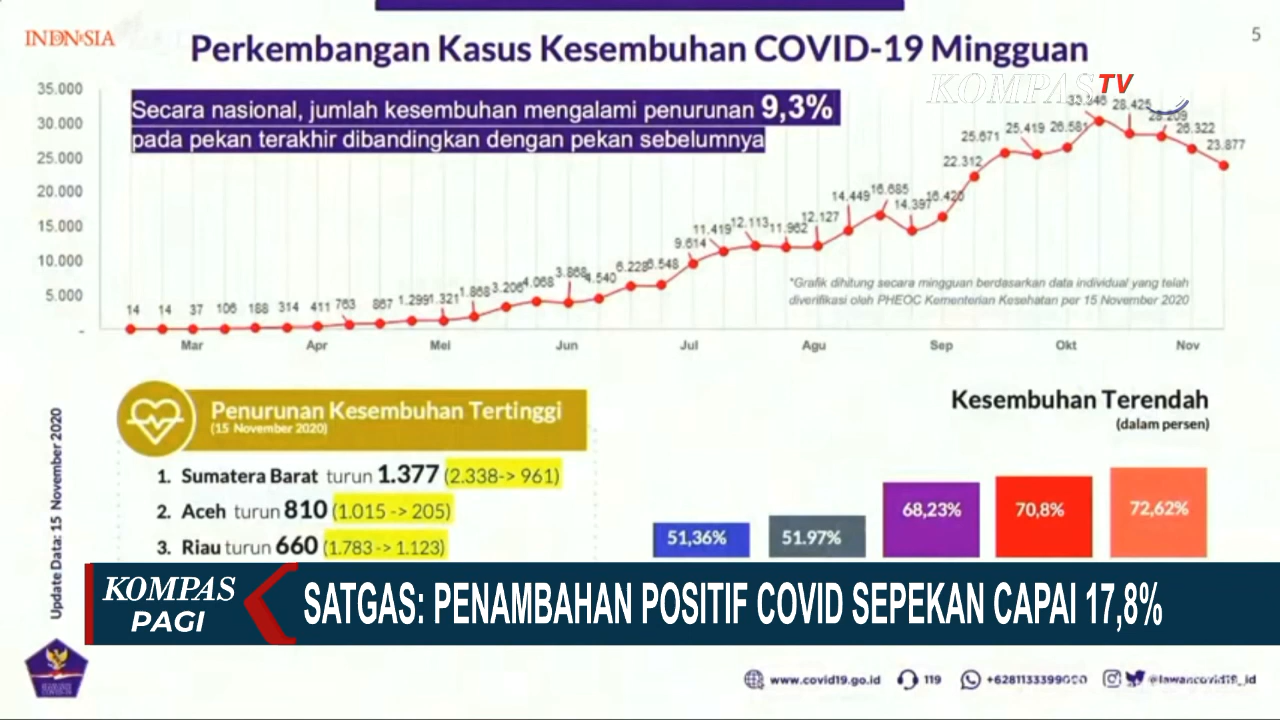 INDONESIA
5
Perkembangan Kasus Kesembuhan COVID-19 Mingguan
KOMPAS TV
Secara nasional, jumlah kesembuhan mengalami penurunan 9,3%
pada pekan terakhir dibandingkan dengan pekan sebelumnya
35.000
30.000
25.000
20.000
15.000
10.000
5.000
-
14 14 37 106 188 314 411 763 867 1.299 1.321 1.868 3.206 4.068 3.868 4.540 6.228 6.548 9.614 11.419 12.113 11.962 12.127 14.449 16.685 14.397 16.420 22.312 25.671 25.419 26.581 28.425 28.209 26.322 23.877
*Grafik dihitung secara mingguan berdasarkan data individual yang telah
diverifikasi oleh PHEOC Kementerian Kesehatan per 15 November 2020
Mar Apr Mei Jun Jul Agu Sep Okt Nov
Penurunan Kesembuhan Tertinggi
(15 November 2020)
1. Sumatera Barat turun 1.377 (2.338-> 961)
2. Aceh turun 810 (1.015 -> 205)
3. Riau turun 660 (1.783 -> 1.123)
Kesembuhan Terendah
(dalam persen)
51,36% 51.97% 68,23% 70,8% 72,62%
Update Data: 15 November 2020
KOMPAS
PAGI
SATGAS: PENAMBAHAN POSITIF COVID SEPEKAN CAPAI 17,8%
www.covid19.go.id 119 +6281133399000 @lawancovid19_id